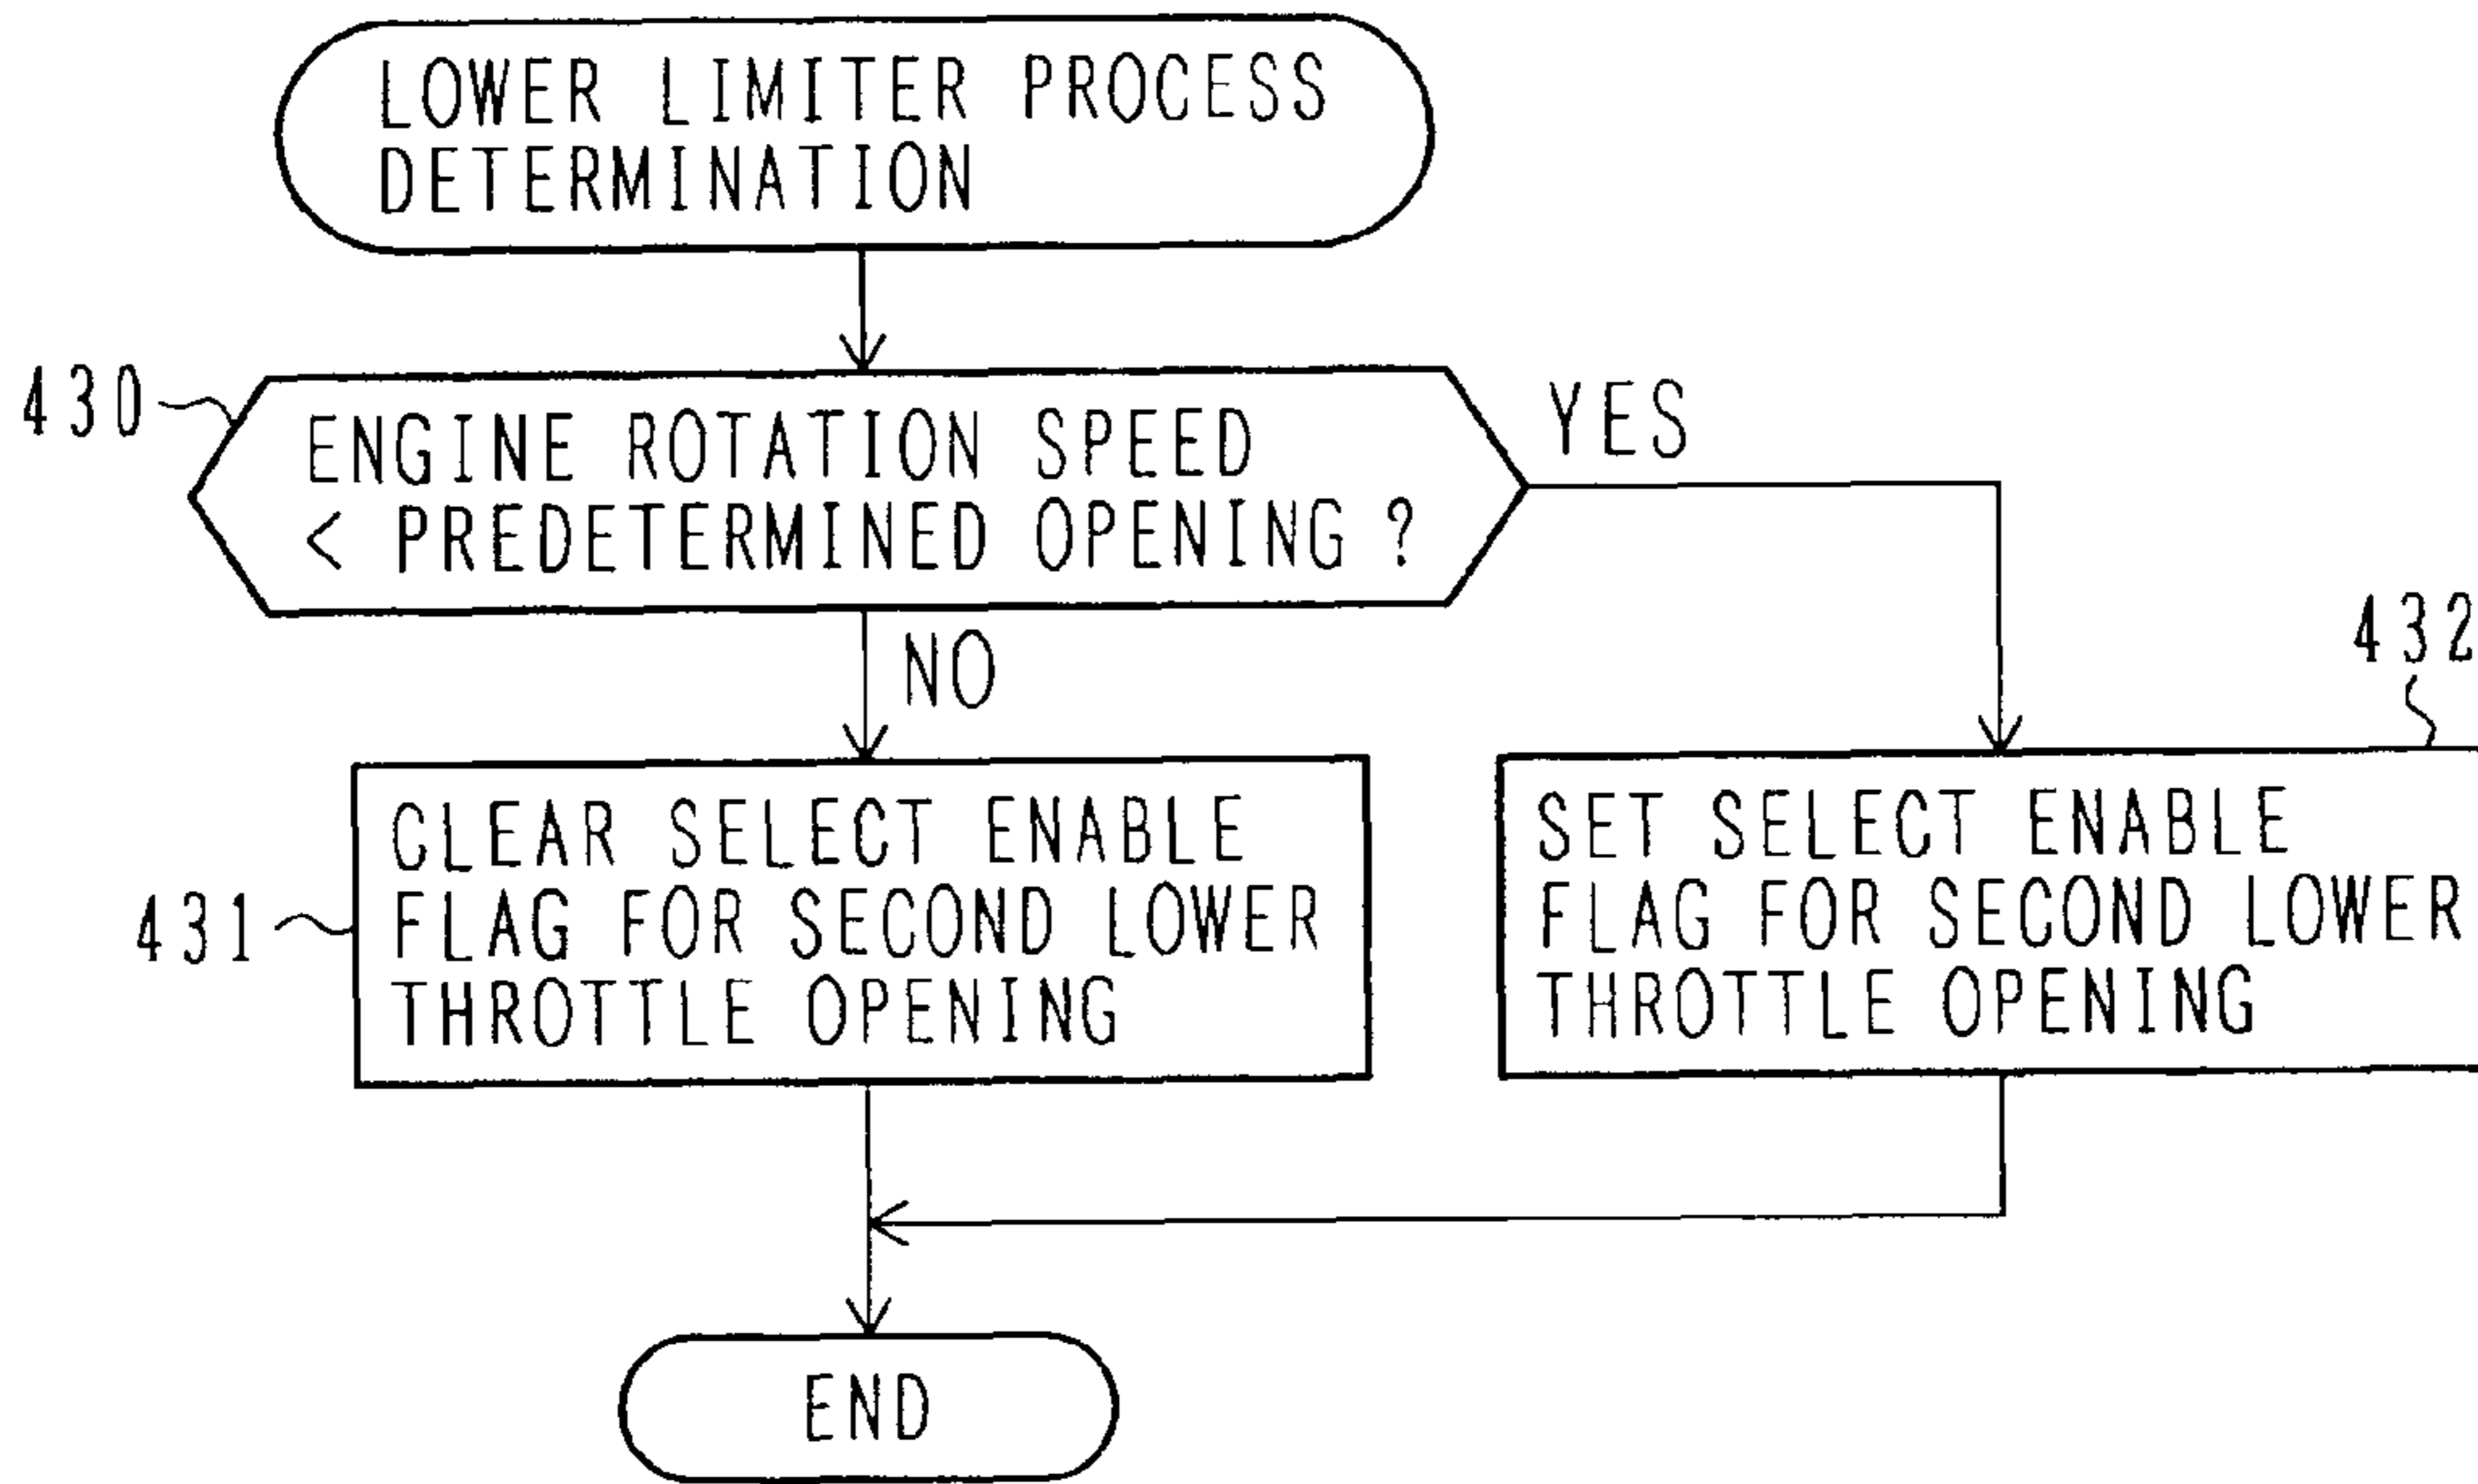 LOWER LIMITER PROCESS
DETERMINATION
430
ENGINE ROTATION SPEED
< PREDETERMINED OPENING ?
YES
NO
432
431
CLEAR SELECT ENABLE
FLAG FOR SECOND LOWER
THROTTLE OPENING
SET SELECT ENABLE
FLAG FOR SECOND LOWER
THROTTLE OPENING
END